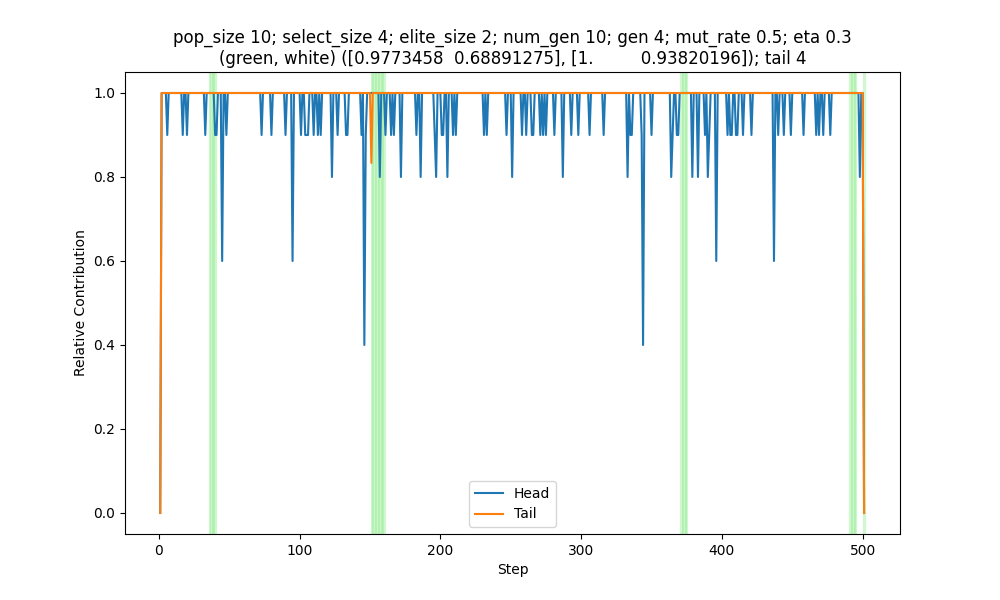 pop_size 10; select_size 4; elite_size 2; num_gen 10; gen 4; mut_rate 0.5; eta 0.3
(green, white) ([0.9773458  0.68891275], [1.         0.93820196]); tail 4
1.0
0.8
0.6
0.4
0.2
0.0
Relative Contribution
Head
Tail
0 100 200 300 400 500
Step